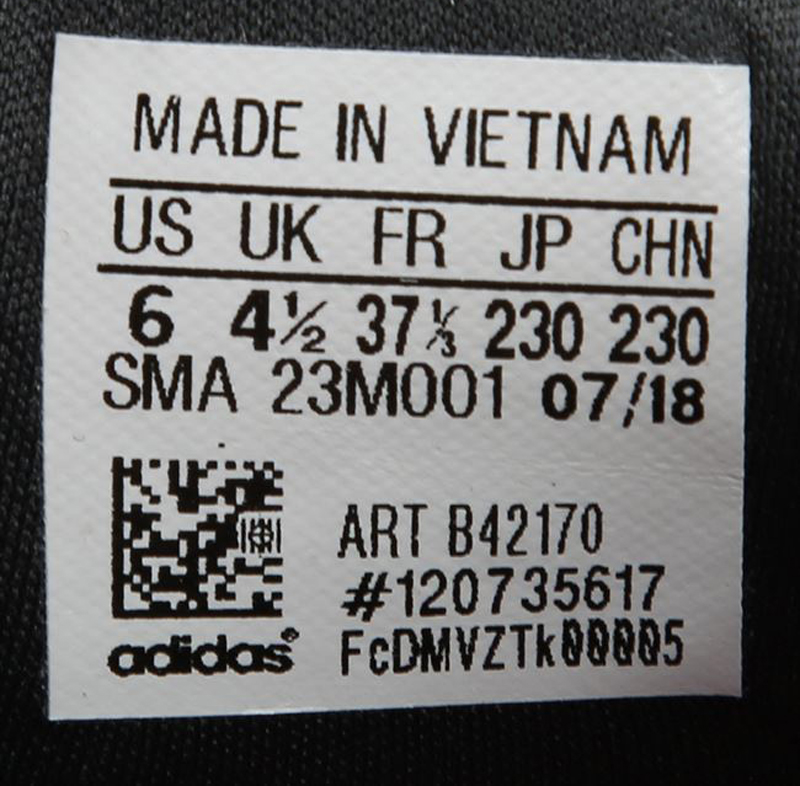 MADE IN VIETNAM
US UK FR JP CHN
6 4½ 37⅓ 230 230
SMA 23M001 07/18
ART B42170
#120735617
FcDMVZTk00005
adidas®